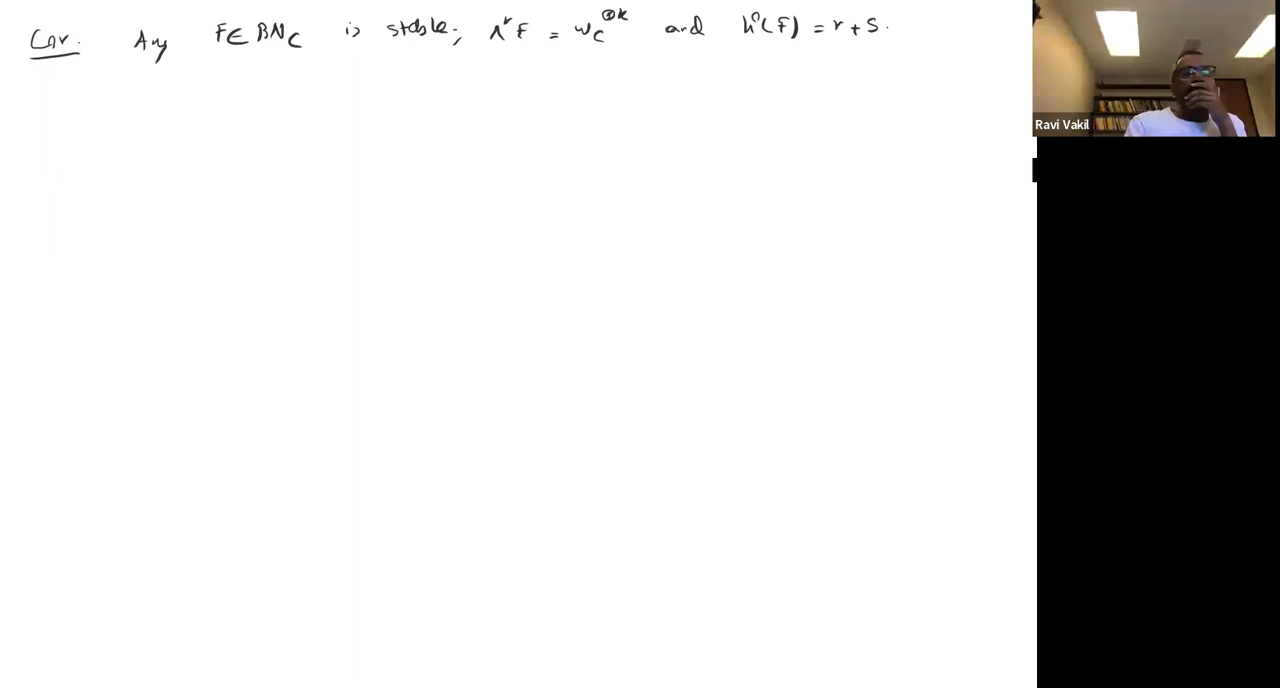 Cor. Any F ∈ BN_C is stable; Λ^r F = ω_C^{⊗k} and h^0(F) = r + s.
Ravi Vakil